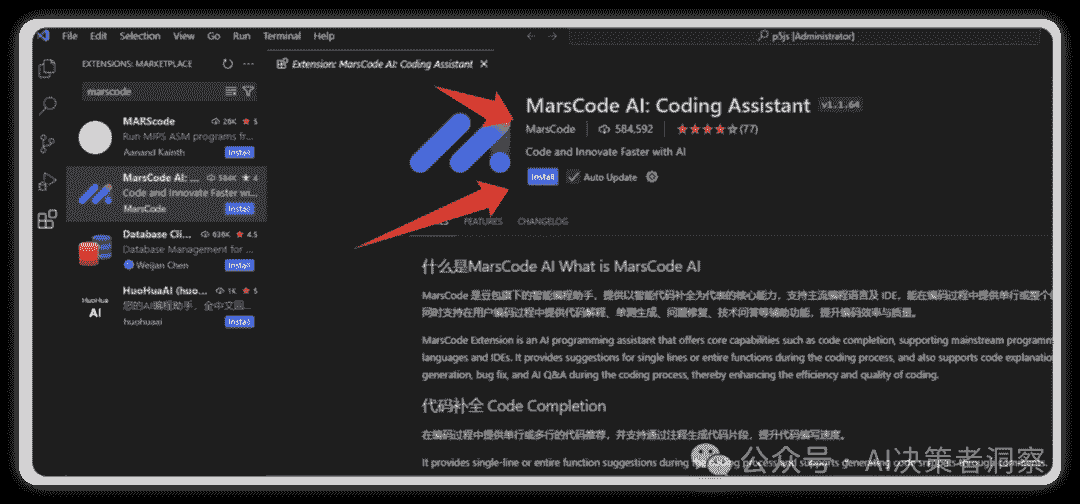 File Edit Selection View Go Run Terminal Help
p5js [Administrator]
EXTENSIONS: MARKETPLACE
Extension: MarsCode AI: Coding Assistant
marscode
MARScode 28K 5
Run MIPS ASM programs fr...
Aanand Kainth Install
MarsCode AI: ... 584K 4
Code and Innovate Faster wi...
MarsCode Install
Database Cli... 636K 4.5
Database Management for ...
Weijan Chen Install
HuoHuaAI (huo... 1K 5
您的AI编程助手，全中文园...
huohuaai Install
HuoHua
AI
MarsCode AI: Coding Assistant v1.1.64
MarsCode 584,592 (77)
Code and Innovate Faster with AI
Install Auto Update
FEATURES CHANGELOG
什么是MarsCode AI What is MarsCode AI
MarsCode 是豆包旗下的智能编程助手，提供以智能代码补全为代表的核心能力，支持主流编程语言及 IDE，能在编码过程中提供单行或整个
同时支持在用户编码过程中提供代码解释、单测生成、问题修复、技术问答等辅助功能，提升编码效率与质量。
MarsCode Extension is an AI programming assistant that offers core capabilities such as code completion, supporting mainstream programm
languages and IDEs. It provides suggestions for single lines or entire functions during the coding process, and also supports code explanation
generation, bug fix, and AI Q&A during the coding process, thereby enhancing the efficiency and quality of coding.
代码补全 Code Completion
在编码过程中提供单行或多行的代码推荐，并支持通过注释生成代码片段，提升代码编写速度。
It provides single-line or entire function suggestions during the coding process and supports generating code snippets through comments.
公众号 · AI决策者洞察